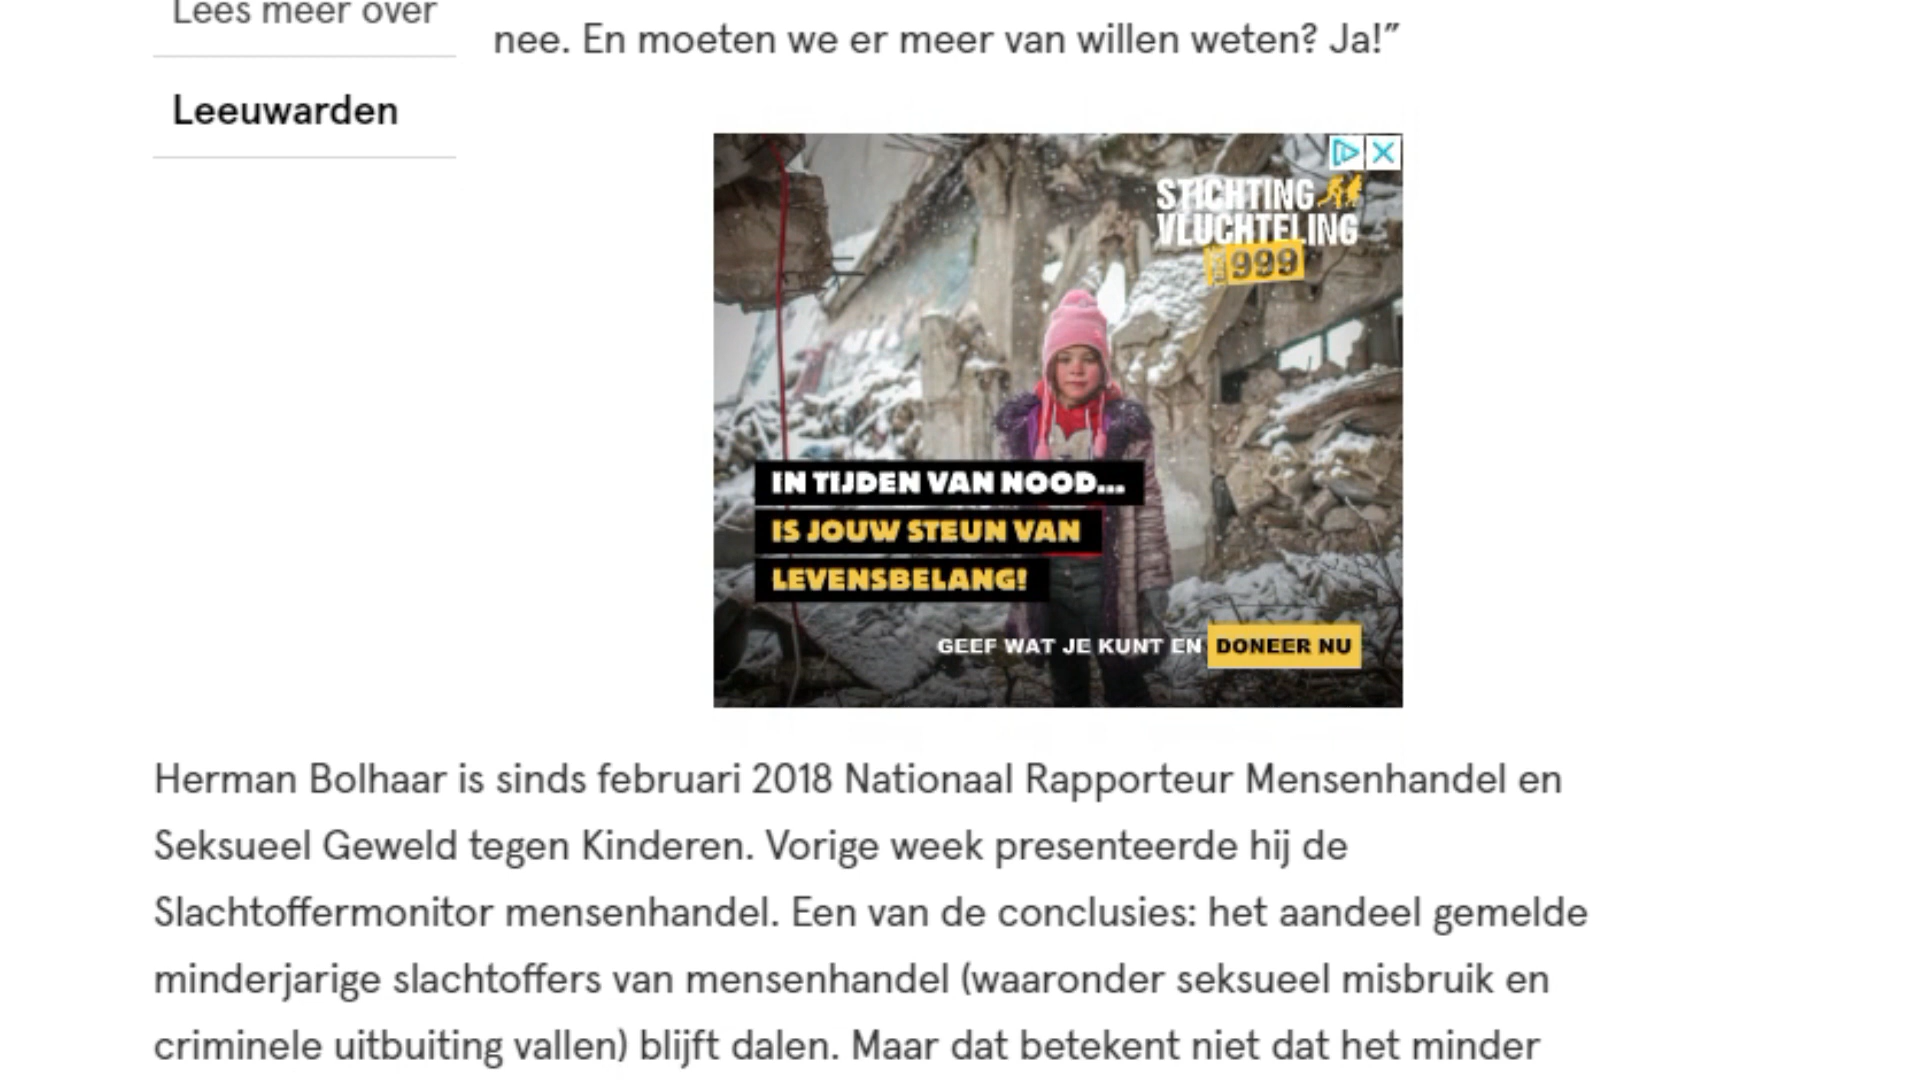 Lees meer over
nee. En moeten we er meer van willen weten? Ja!”
Leeuwarden
STICHTING
VLUCHTELING
999
IN TIJDEN VAN NOOD...
IS JOUW STEUN VAN
LEVENSBELANG!
GEEF WAT JE KUNT EN DONEER NU
Herman Bolhaar is sinds februari 2018 Nationaal Rapporteur Mensenhandel en
Seksueel Geweld tegen Kinderen. Vorige week presenteerde hij de
Slachtoffermonitor mensenhandel. Een van de conclusies: het aandeel gemelde
minderjarige slachtoffers van mensenhandel (waaronder seksueel misbruik en
criminele uitbuiting vallen) blijft dalen. Maar dat betekent niet dat het minder